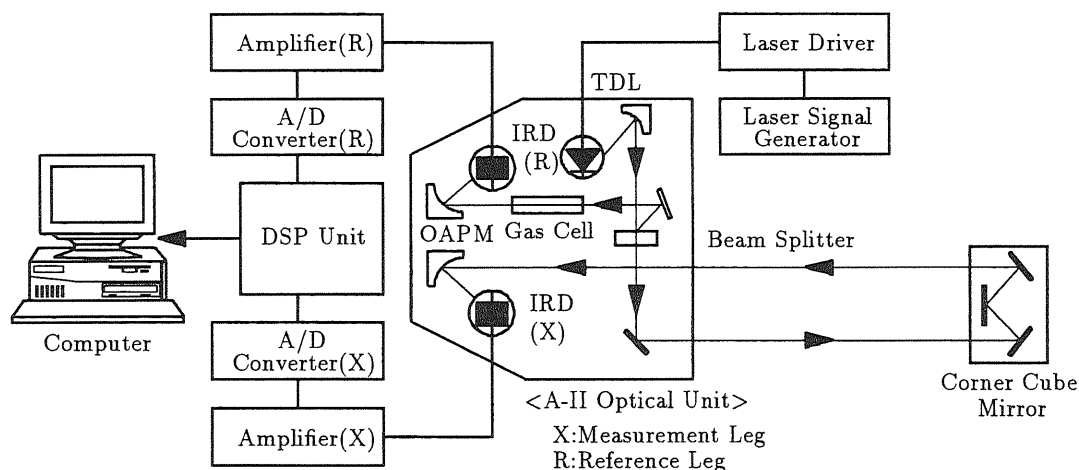 Amplifier(R)
Laser Driver
TDL
A/D
Converter(R)
Laser Signal
Generator
IRD
(R)
DSP Unit
OAPM
Gas Cell
Beam Splitter
IRD
(X)
Computer
A/D
Converter(X)
Corner Cube
Mirror
<A-II Optical Unit>
Amplifier(X)
X:Measurement Leg
R:Reference Leg